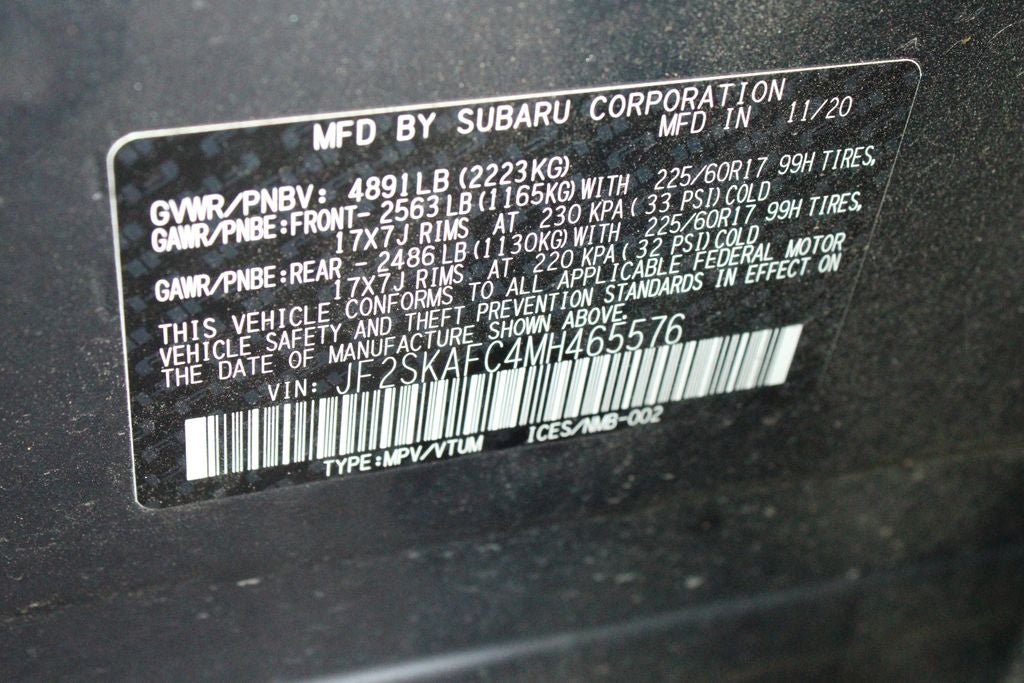 MFD BY SUBARU CORPORATION
MFD IN 11/20
GVWR/PNBV: 4891LB (2223KG)
GAWR/PNBE:FRONT- 2563 LB (1165KG) WITH 225/60R17 99H TIRES,
17X7J RIMS AT 230 KPA ( 33 PSI) COLD
GAWR/PNBE:REAR - 2486 LB (1130KG) WITH 225/60R17 99H TIRES,
17X7J RIMS AT 220 KPA ( 32 PSI) COLD
THIS VEHICLE CONFORMS TO ALL APPLICABLE FEDERAL MOTOR
VEHICLE SAFETY AND THEFT PREVENTION STANDARDS IN EFFECT ON
THE DATE OF MANUFACTURE SHOWN ABOVE.
VIN: JF2SKAFC4MH465576
TYPE:MPV/VTUM ICES/NMB-002